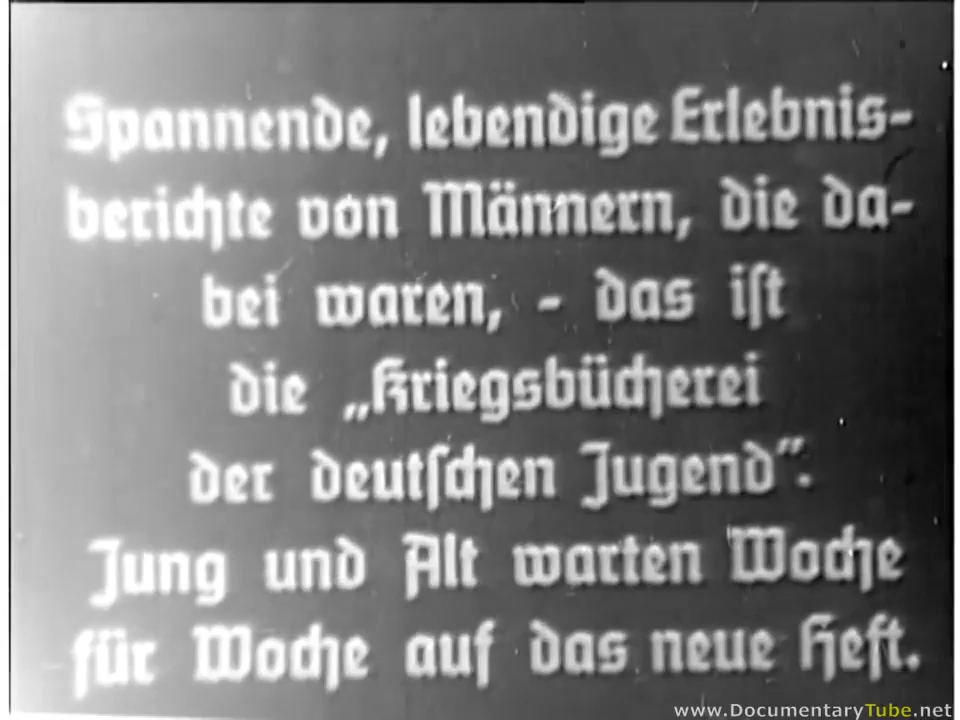 Spannende, lebendige Erlebnis-
berichte von Männern, die da-
bei waren, - das iſt
die „Kriegsbücherei
der deutſchen Jugend“.
Jung und Alt warten Woche
für Woche auf das neue Heft.
www.DocumentaryTube.net